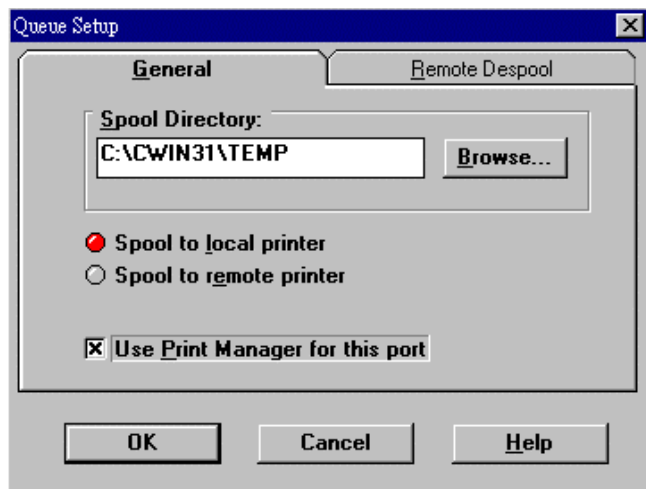 Queue Setup
General
Remote Despool
Spool Directory:
C:\CWIN31\TEMP
Browse...
Spool to local printer
Spool to remote printer
Use Print Manager for this port
OK
Cancel
Help